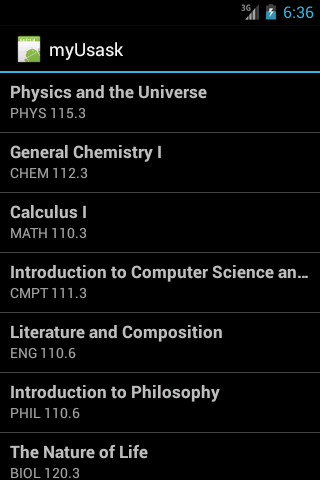 3G 6:36
myUsask
Physics and the Universe
PHYS 115.3
General Chemistry I
CHEM 112.3
Calculus I
MATH 110.3
Introduction to Computer Science an...
CMPT 111.3
Literature and Composition
ENG 110.6
Introduction to Philosophy
PHIL 110.6
The Nature of Life
BIOL 120.3